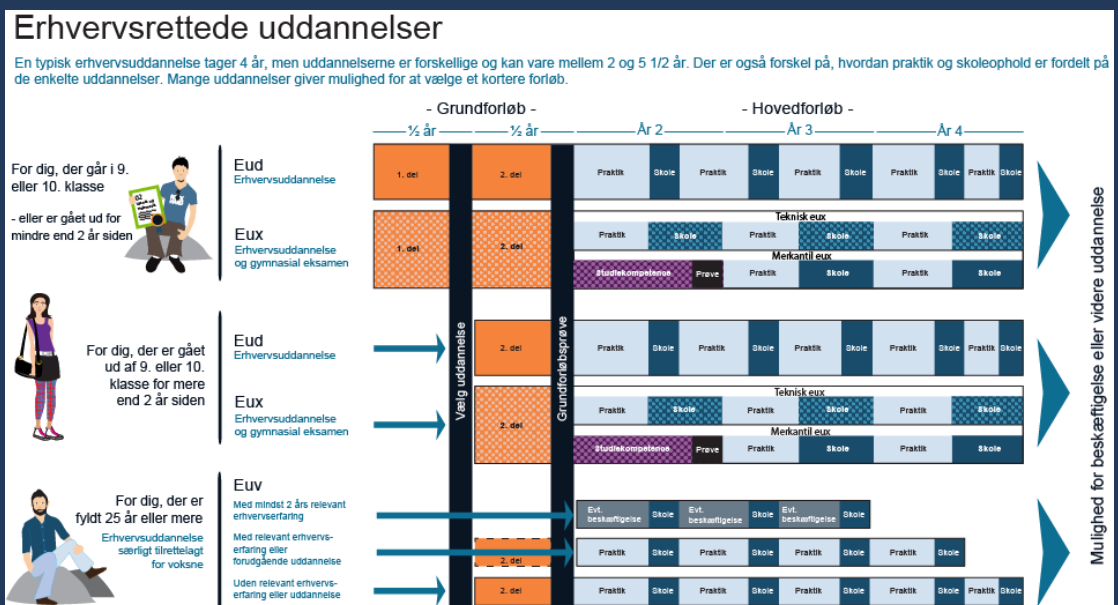 Erhvervsrettede uddannelser
En typisk erhvervsuddannelse tager 4 år, men uddannelserne er forskellige og kan vare mellem 2 og 5 1/2 år. Der er også forskel på, hvordan praktik og skoleophold er fordelt på
de enkelte uddannelser. Mange uddannelser giver mulighed for at vælge et kortere forløb.
- Grundforløb -
- Hovedforløb -
½ år
½ år
År 2
År 3
År 4
For dig, der går i 9.
eller 10. klasse
- eller er gået ud for
mindre end 2 år siden
Eud
Erhvervsuddannelse
1. del
2. del
Praktik Skole Praktik Skole Praktik Skole Praktik Skole Praktik Skole
Eux
Erhvervsuddannelse
og gymnasial eksamen
1. del
2. del
Teknisk eux
Praktik Skole Praktik Skole Praktik Skole
Merkantil eux
Studiekompetence Prøve Praktik Skole Praktik Skole
Vælg uddannelse
Grundforløbsprøve
For dig, der er gået
ud af 9. eller 10.
klasse for mere
end 2 år siden
Eud
Erhvervsuddannelse
2. del
Praktik Skole Praktik Skole Praktik Skole Praktik Skole Praktik Skole
Eux
Erhvervsuddannelse
og gymnasial eksamen
2. del
Teknisk eux
Praktik Skole Praktik Skole Praktik Skole
Merkantil eux
Studiekompetence Prøve Praktik Skole Praktik Skole
For dig, der er
fyldt 25 år eller mere
Erhvervsuddannelse
særligt tilrettelagt
for voksne
Euv
Med mindst 2 års relevant
erhvervserfaring
Evt.
beskæftigelse
Skole
Evt.
beskæftigelse
Skole
Evt.
beskæftigelse
Skole
Med relevant erhvervs-
erfaring eller
forudgående uddannelse
2. del
Praktik Skole Praktik Skole Praktik Skole Praktik Skole
Uden relevant erhvervs-
erfaring eller uddannelse
2. del
Praktik Skole Praktik Skole Praktik Skole Praktik Skole Praktik Skole
Mulighed for beskæftigelse eller videre uddannelse